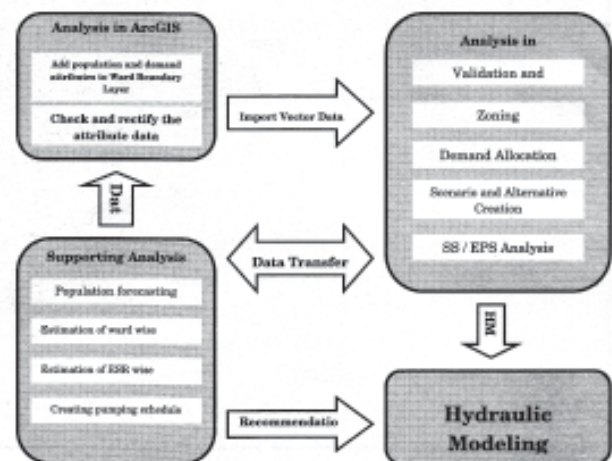 Analysis in ArcGIS
Add population and demand
attributes in Ward Boundary
Layer
Check and rectify the
attribute data
Import Vector Data
Analysis in
Validation and
Zoning
Demand Allocation
Scenario and Alternative
Creation
SS / EPS Analysis
Dat
Data Transfer
Supporting Analysis
Population forecasting
Estimation of ward wise
Estimation of ESR wise
Creating pumping schedule
HM
Recommendatio
Hydraulic
Modeling